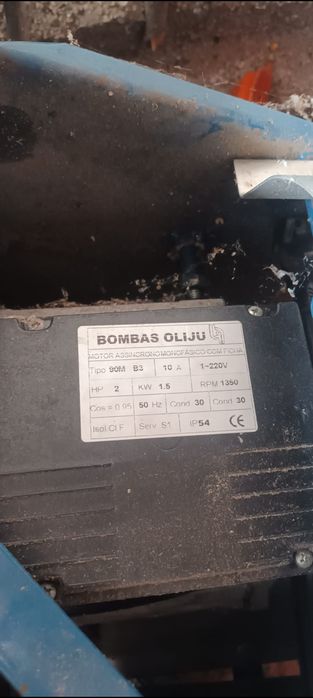 BOMBAS OLIJU
MOTOR ASSINCRONO MONOFÁSICO COM FICHA
Tipo 90M B3 10 A 1~220V
HP 2 KW 1.5 RPM 1350
Cos = 0.95 50 Hz Cond 30 Cond 30
Isol.Cl F Serv S1 IP54 CE